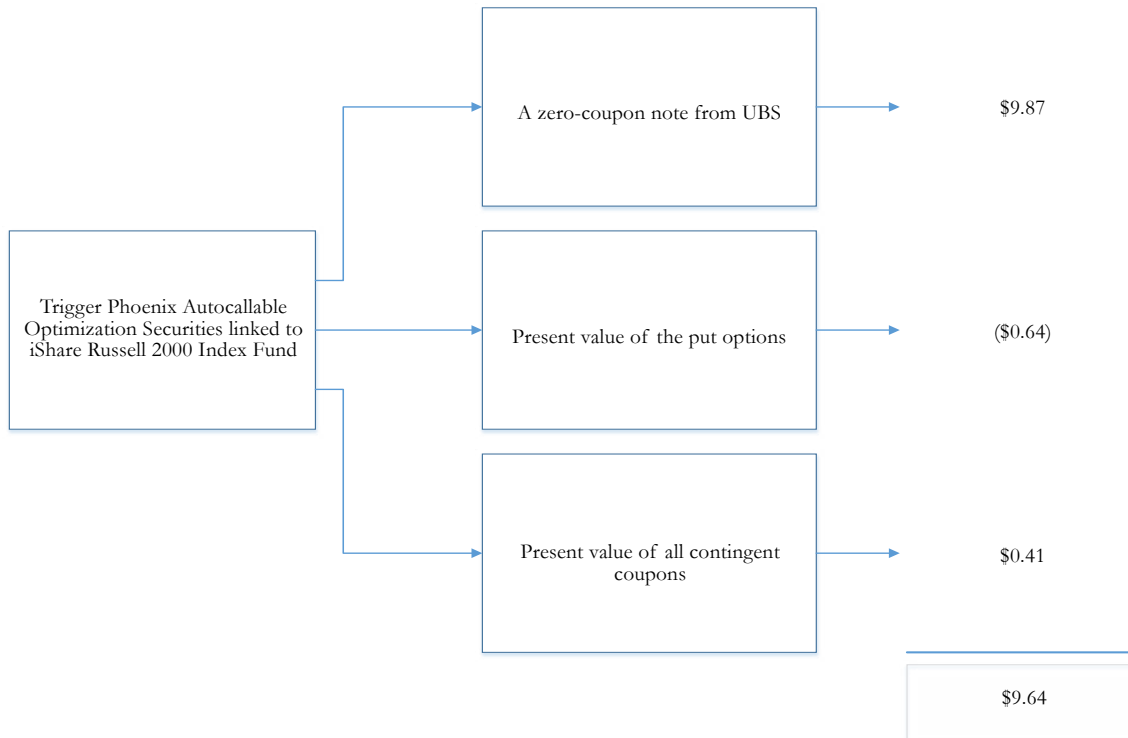 A zero-coupon note from UBS
$9.87
Trigger Phoenix Autocallable
Optimization Securities linked to
iShare Russell 2000 Index Fund
Present value of the put options
($0.64)
Present value of all contingent
coupons
$0.41
$9.64